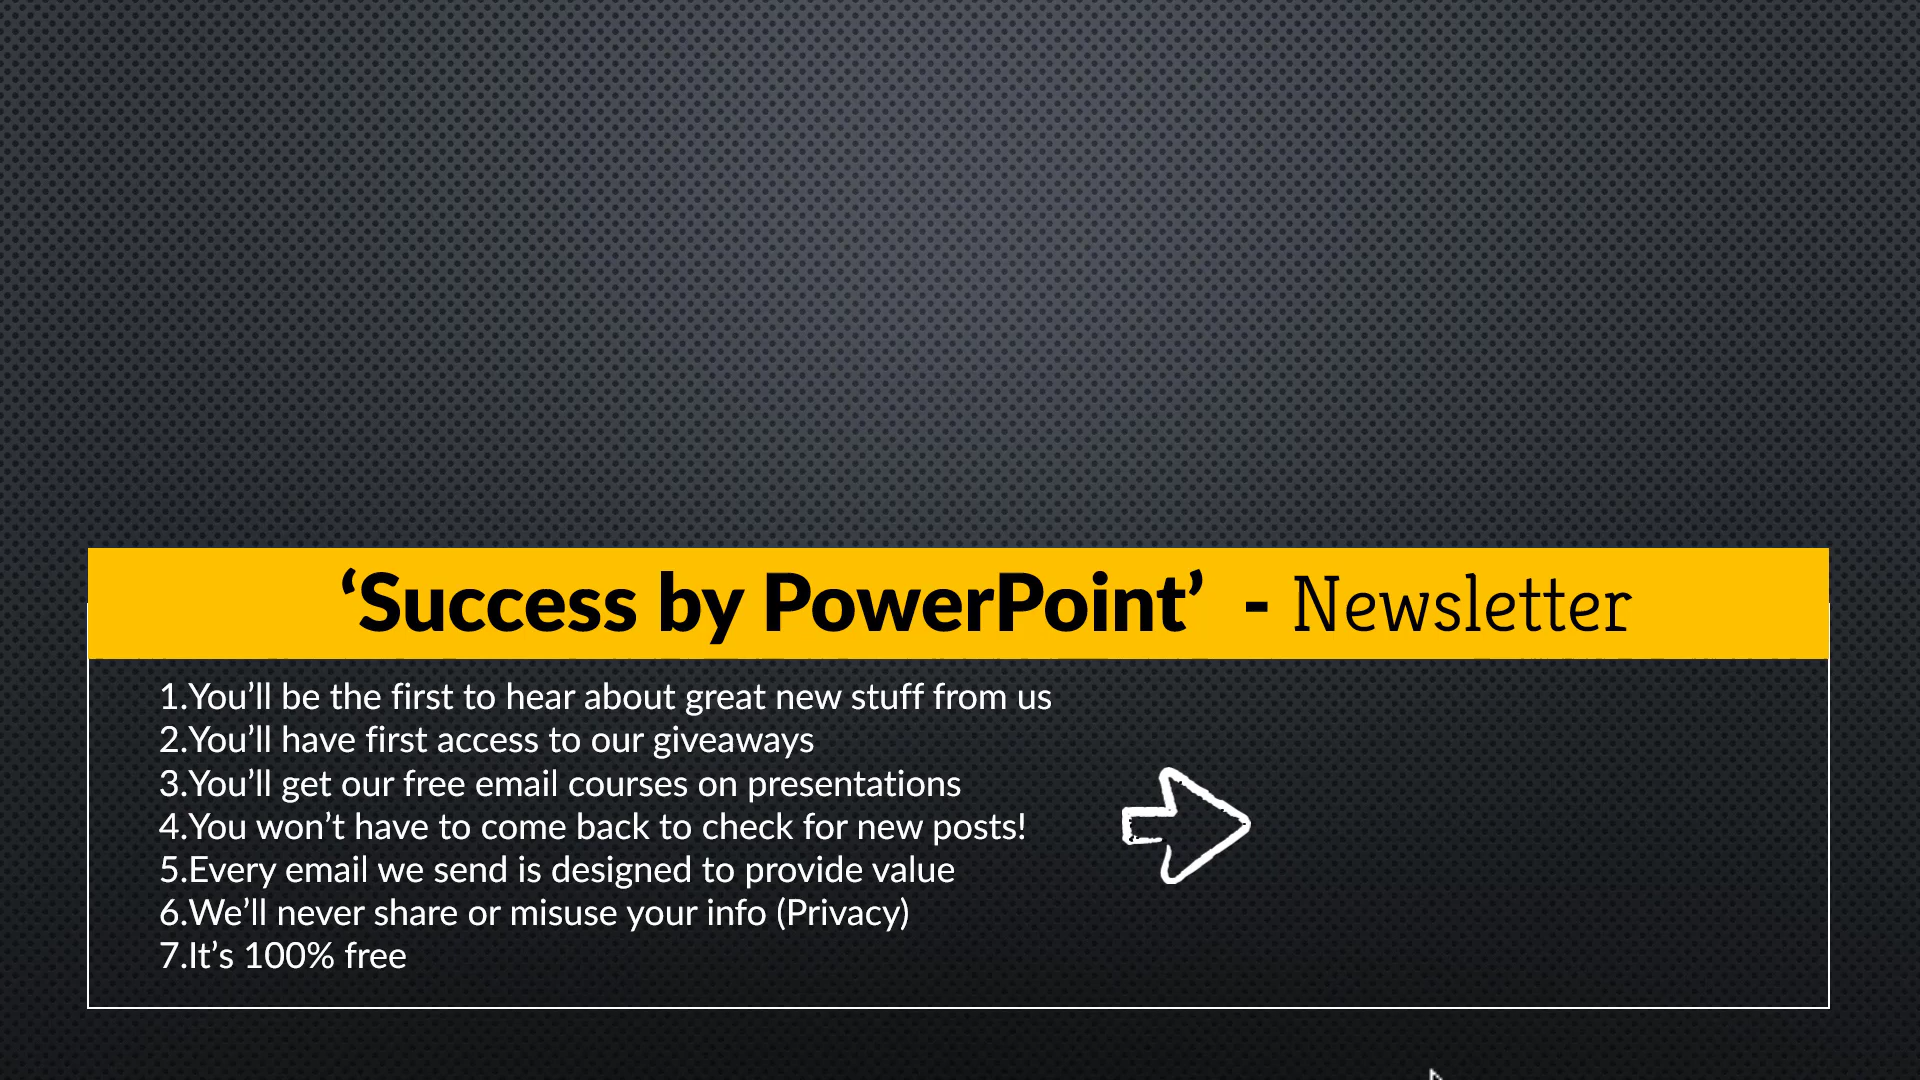 ‘Success by PowerPoint’ - Newsletter
1.You’ll be the first to hear about great new stuff from us
2.You’ll have first access to our giveaways
3.You’ll get our free email courses on presentations
4.You won’t have to come back to check for new posts!
5.Every email we send is designed to provide value
6.We’ll never share or misuse your info (Privacy)
7.It’s 100% free